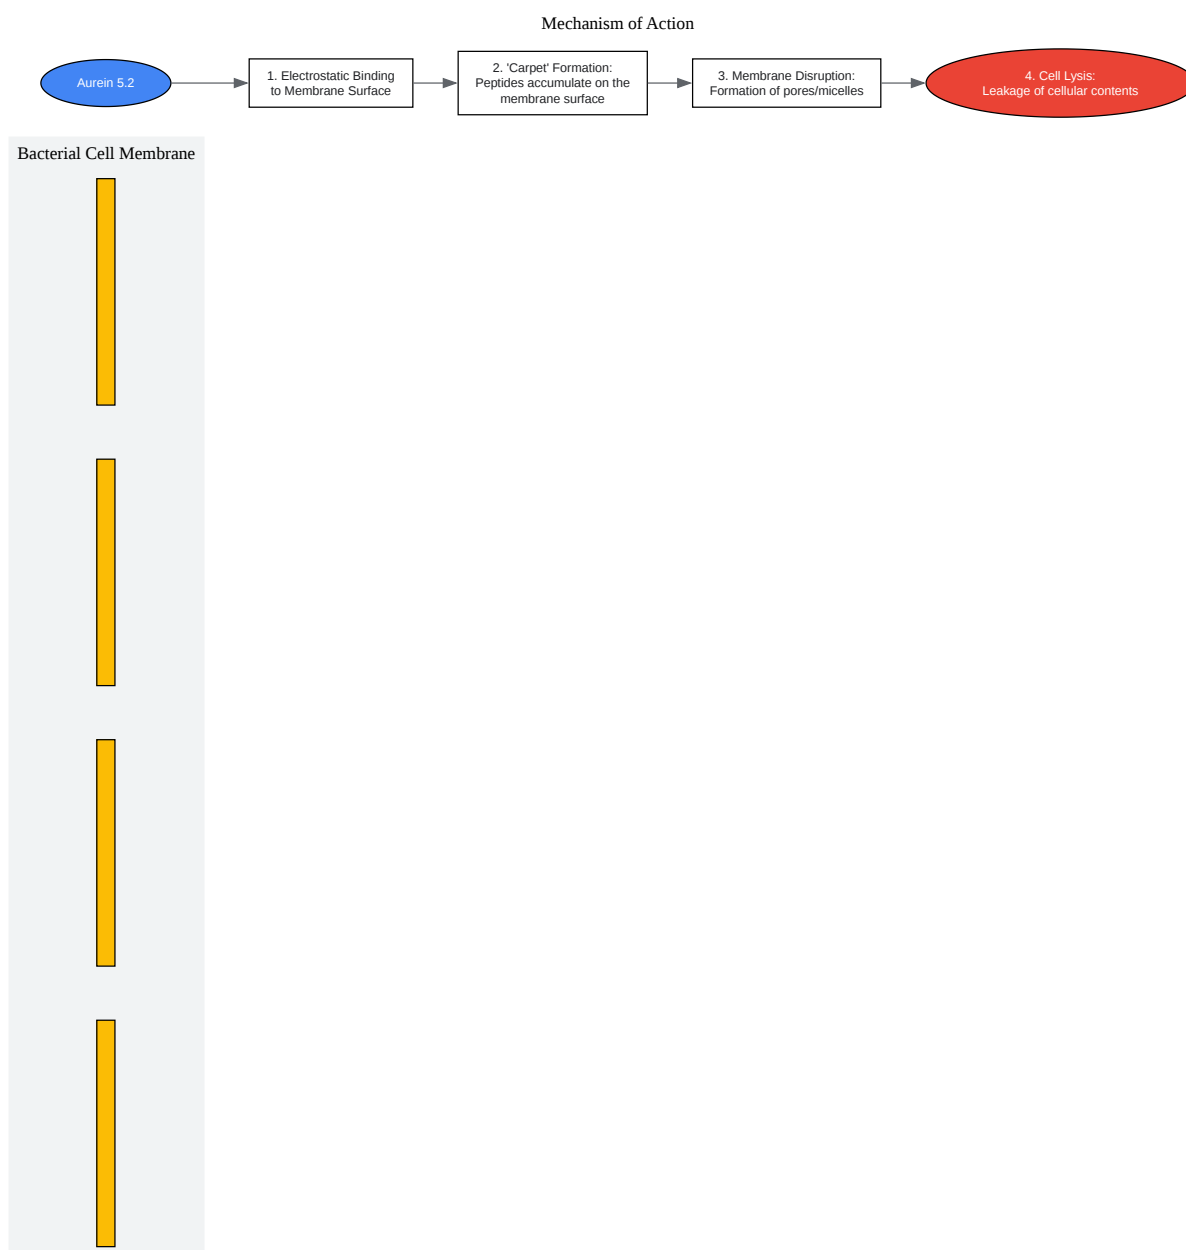 Mechanism of Action
Aurein 5.2
1. Electrostatic Binding
to Membrane Surface
2. 'Carpet' Formation:
Peptides accumulate on the
membrane surface
3. Membrane Disruption:
Formation of pores/micelles
4. Cell Lysis:
Leakage of cellular contents
Bacterial Cell Membrane